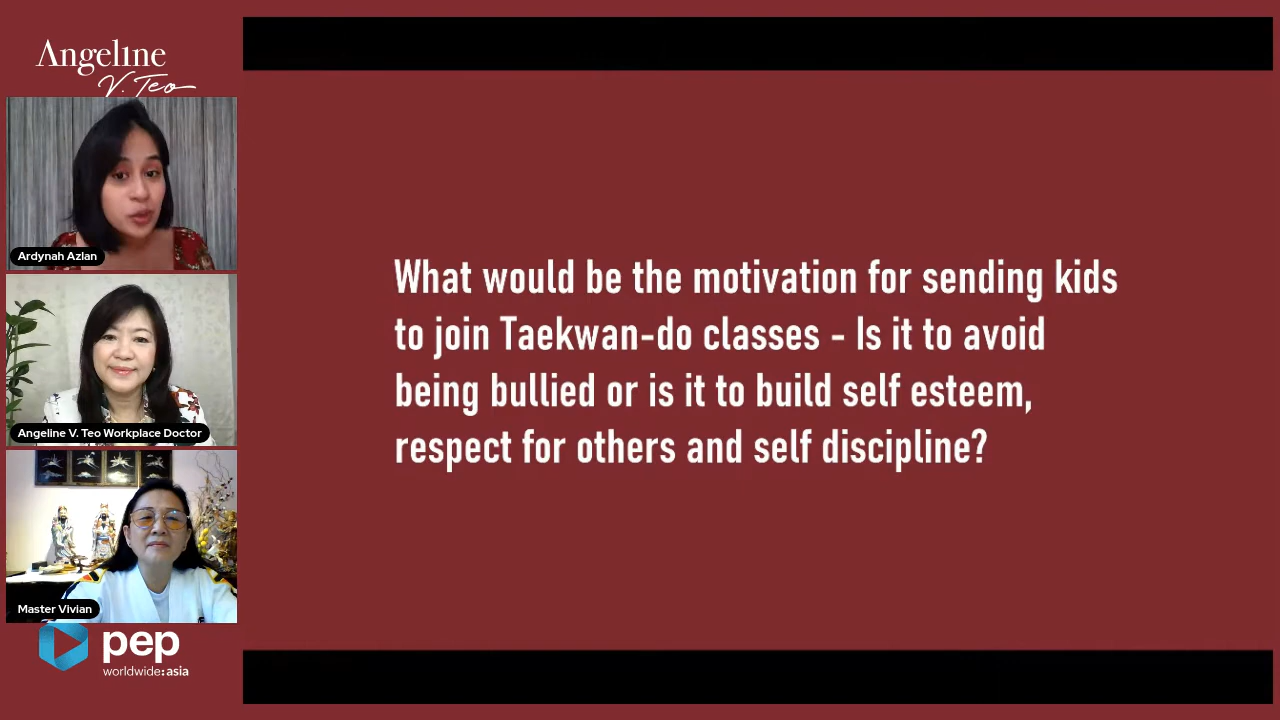 Angel1ne
V. Teo
Ardynah Azlan
Angeline V. Teo Workplace Doctor
Master Vivian
pep
worldwide:asia
What would be the motivation for sending kids
to join Taekwan-do classes - Is it to avoid
being bullied or is it to build self esteem,
respect for others and self discipline?